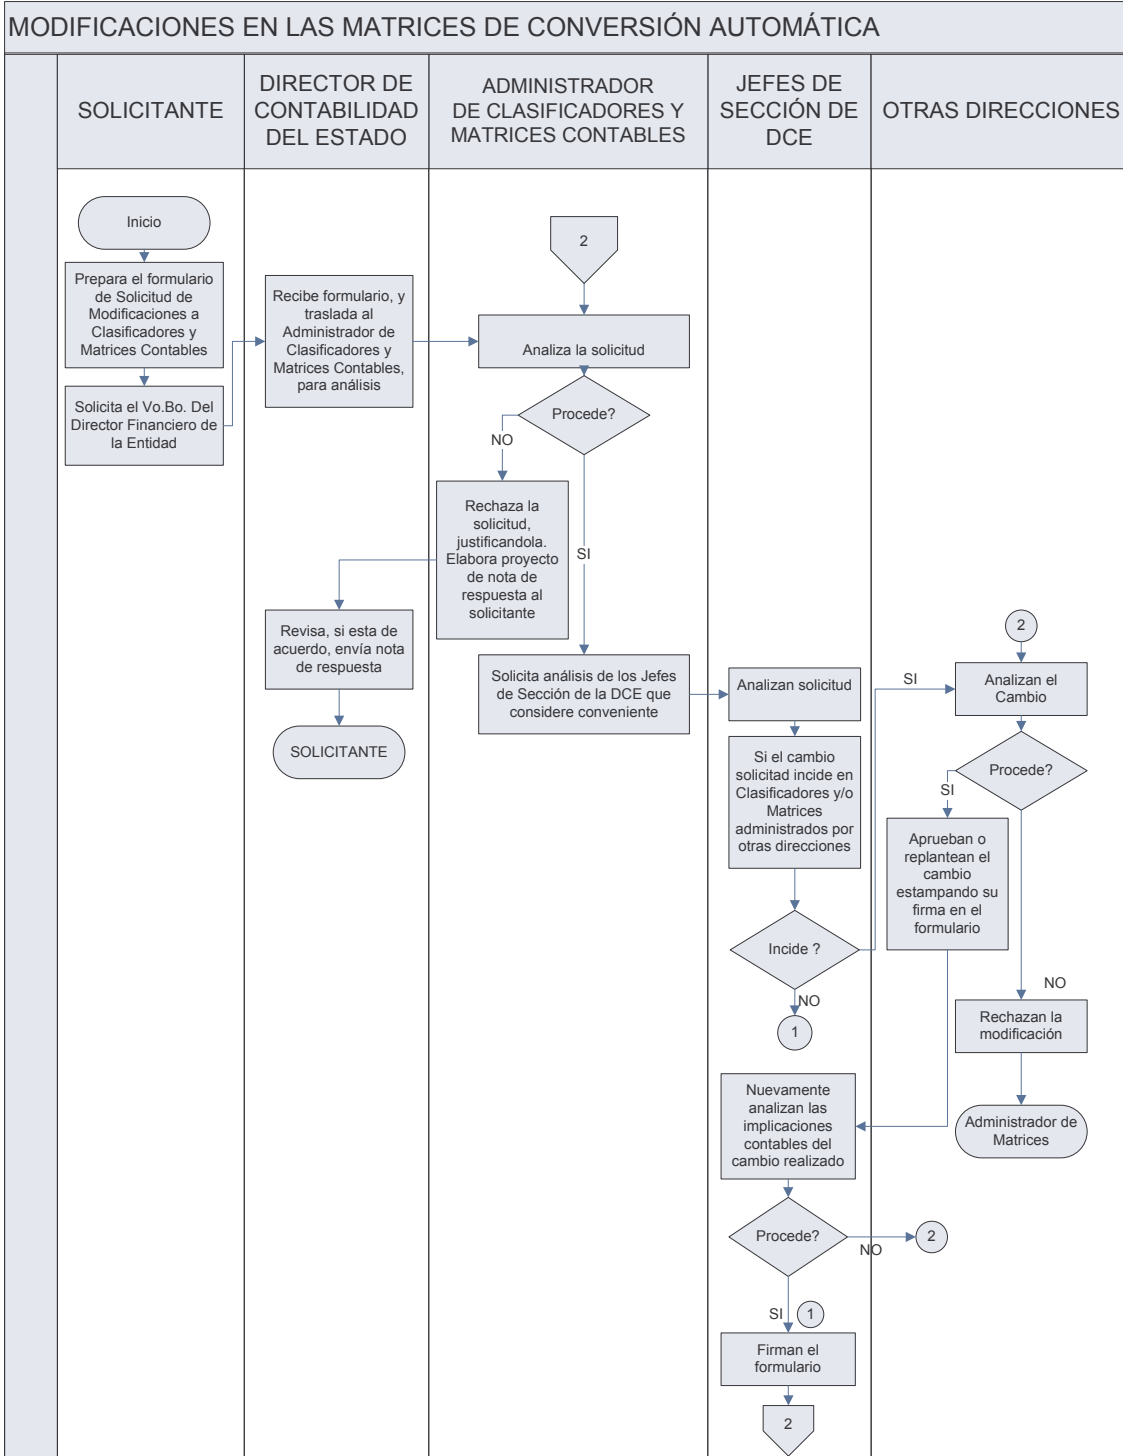 MODIFICACIONES EN LAS MATRICES DE CONVERSIÓN AUTOMÁTICA
SOLICITANTE
DIRECTOR DE
CONTABILIDAD
DEL ESTADO
ADMINISTRADOR
DE CLASIFICADORES Y
MATRICES CONTABLES
JEFES DE
SECCIÓN DE
DCE
OTRAS DIRECCIONES
Inicio
Prepara el formulario
de Solicitud de
Modificaciones a
Clasificadores y
Matrices Contables
Solicita el Vo.Bo. Del
Director Financiero de
la Entidad
Recibe formulario, y
traslada al
Administrador de
Clasificadores y
Matrices Contables,
para análisis
2
Analiza la solicitud
Procede?
NO
SI
Rechaza la
solicitud,
justificandola.
Elabora proyecto
de nota de
respuesta al
solicitante
Revisa, si esta de
acuerdo, envía nota
de respuesta
SOLICITANTE
Solicita análisis de los Jefes
de Sección de la DCE que
considere conveniente
Analizan solicitud
Si el cambio
solicitad incide en
Clasificadores y/o
Matrices
administrados por
otras direcciones
Incide ?
NO
1
SI
2
Analizan el
Cambio
Procede?
SI
Aprueban o
replantean el
cambio
estampando su
firma en el
formulario
NO
Rechazan la
modificación
Administrador de
Matrices
Nuevamente
analizan las
implicaciones
contables del
cambio realizado
Procede?
NO
2
SI
1
Firman el
formulario
2